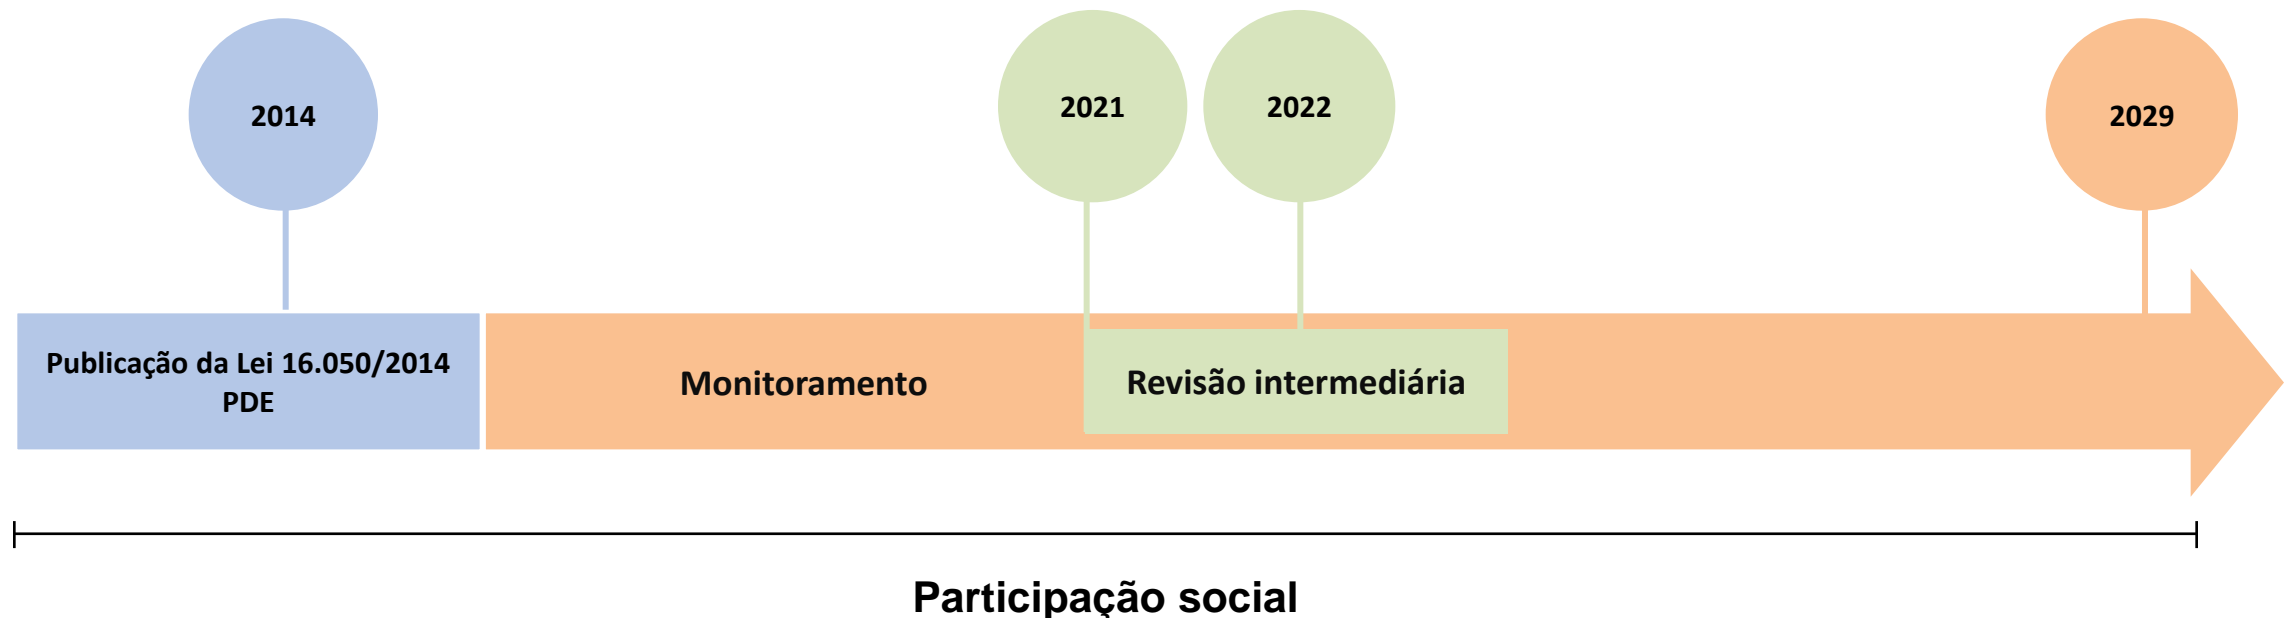 2014
2021
2022
2029
Publicação da Lei 16.050/2014
PDE
Monitoramento
Revisão intermediária
Participação social